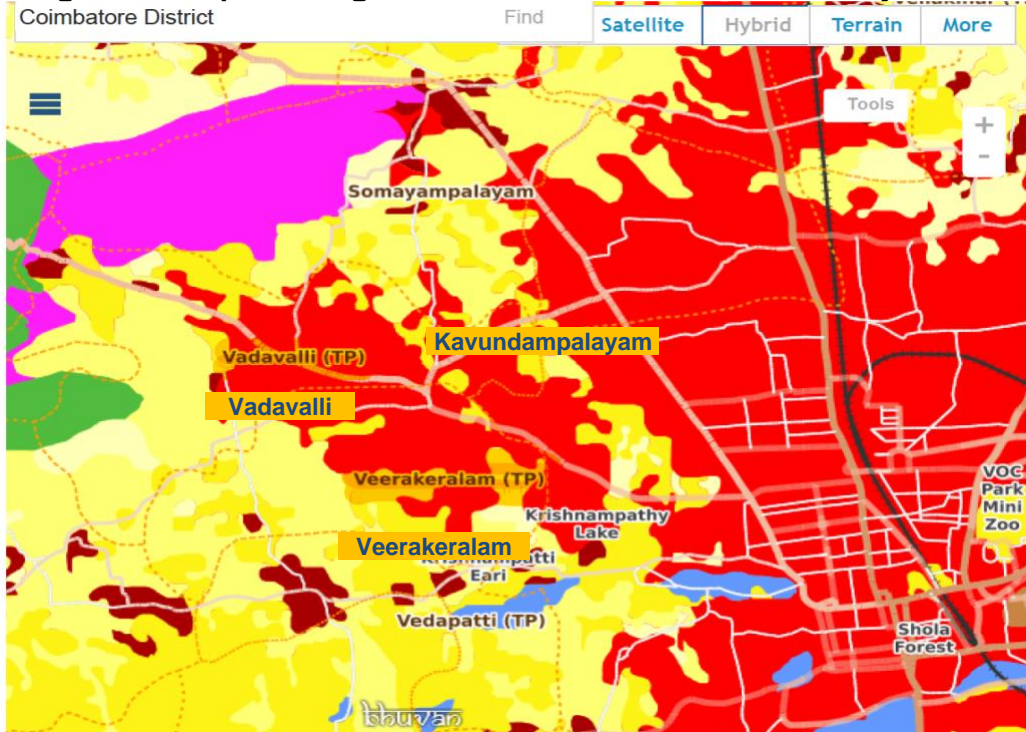 Coimbatore District
Find
Satellite
Hybrid
Terrain
More
Tools
+
-
Somayampalayam
Kavundampalayam
Vadavalli (TP)
Vadavalli
Veerakeralam (TP)
VOC
Park
Mini
Zoo
Krishnampathy
Lake
Veerakeralam
Eari
Vedapatti (TP)
Shola
Forest
bhuvan